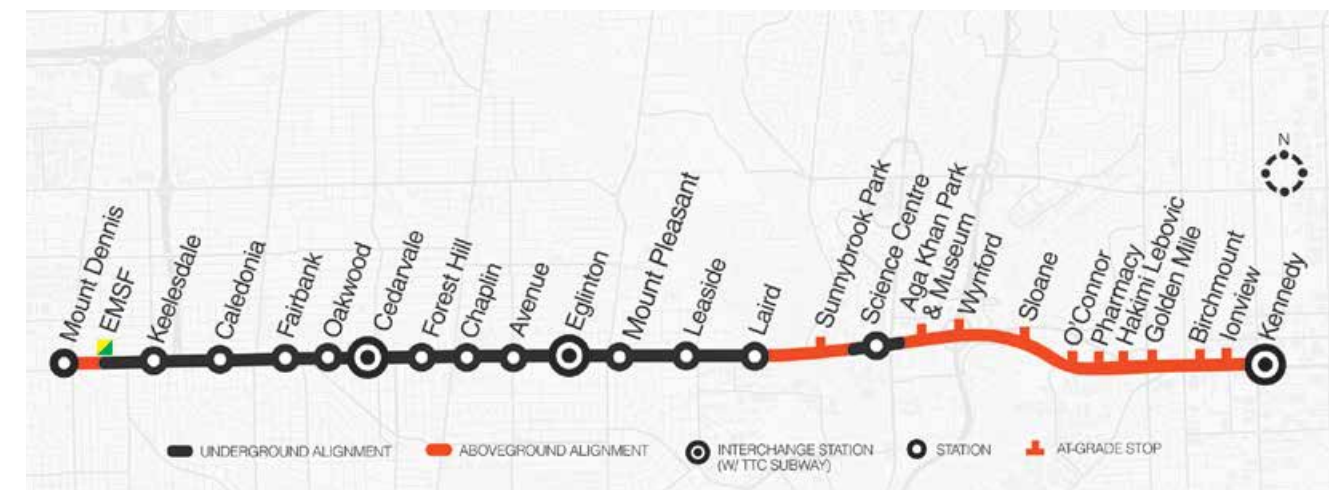 N
Mount Dennis
EMSF
Keelesdale
Caledonia
Fairbank
Oakwood
Cedarvale
Forest Hill
Chaplin
Avenue
Eglinton
Mount Pleasant
Leaside
Laird
Sunnybrook Park
Science Centre
Aga Khan Park
& Museum
Wynford
Sloane
O'Connor
Pharmacy
Hakimi Lebovic
Golden Mile
Birchmount
Ionview
Kennedy
UNDERGROUND ALIGNMENT
ABOVEGROUND ALIGNMENT
INTERCHANGE STATION
(W/ TTC SUBWAY)
STATION
AT-GRADE STOP